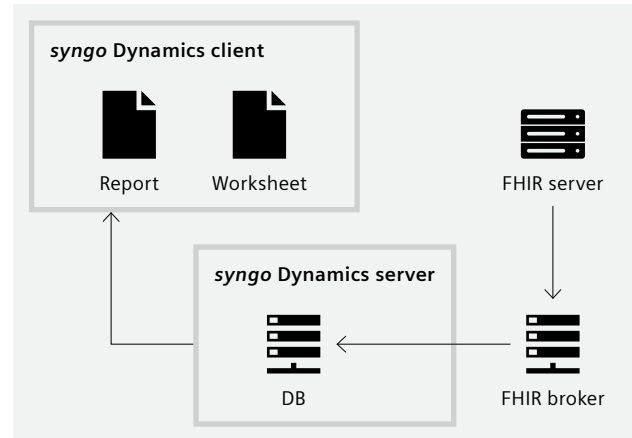 syngo Dynamics client
Report
Worksheet
FHIR server
syngo Dynamics server
DB
FHIR broker